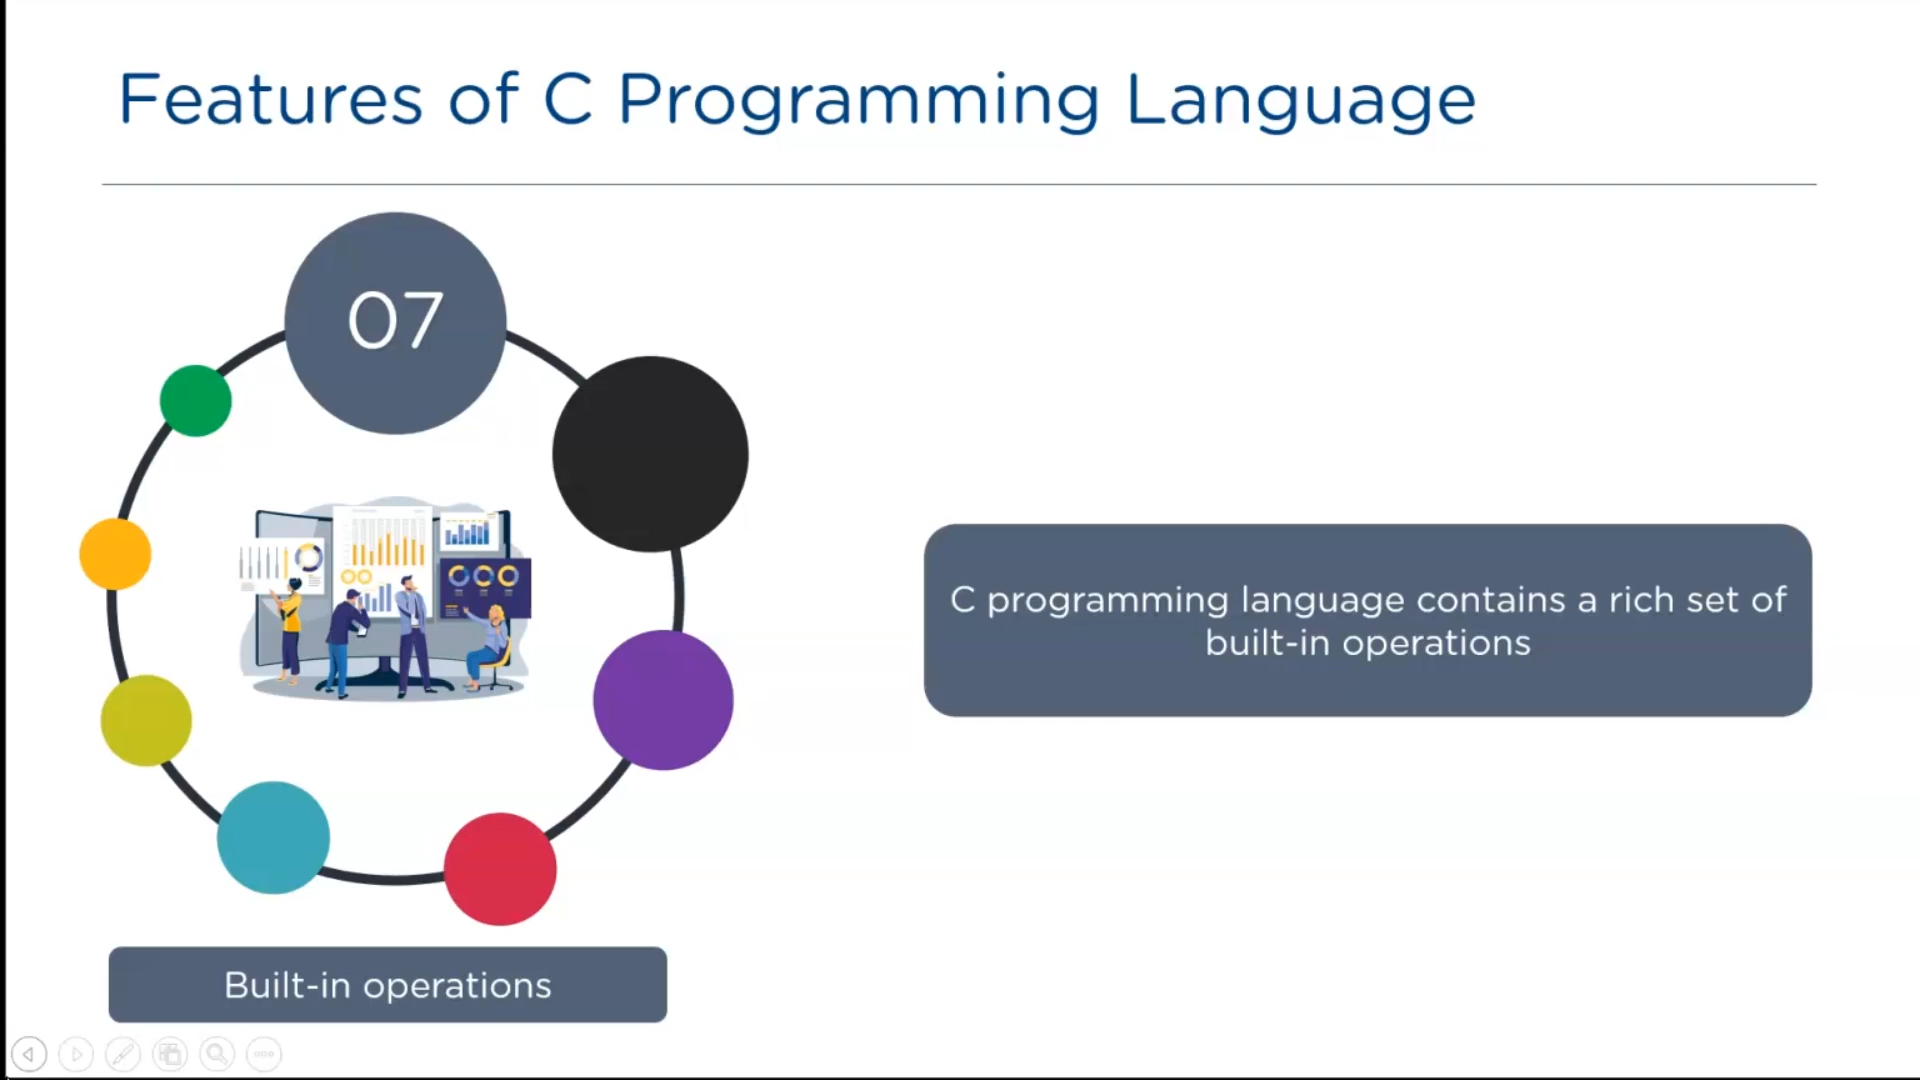 Features of C Programming Language
07
C programming language contains a rich set of
built-in operations
Built-in operations